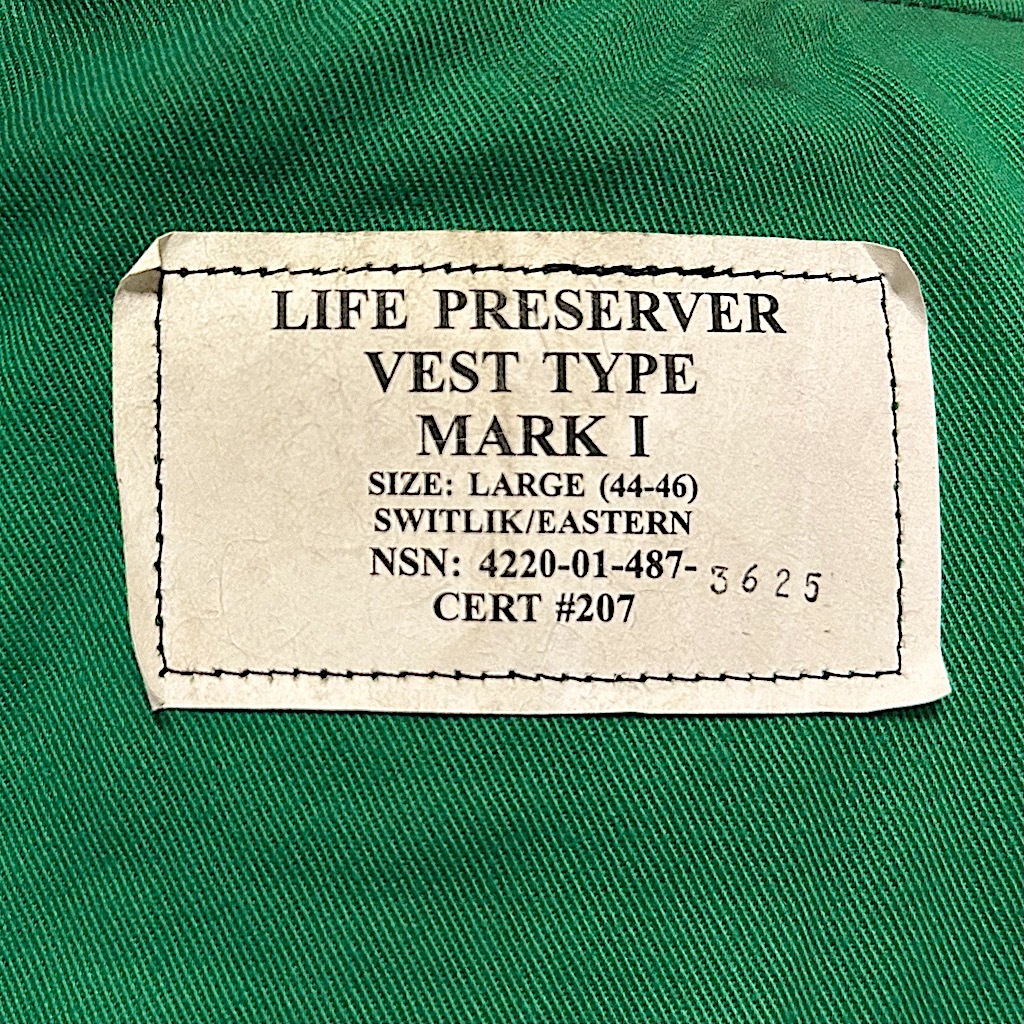 LIFE PRESERVER
VEST TYPE
MARK I
SIZE: LARGE (44-46)
SWITLIK/EASTERN
NSN: 4220-01-487-3625
CERT #207